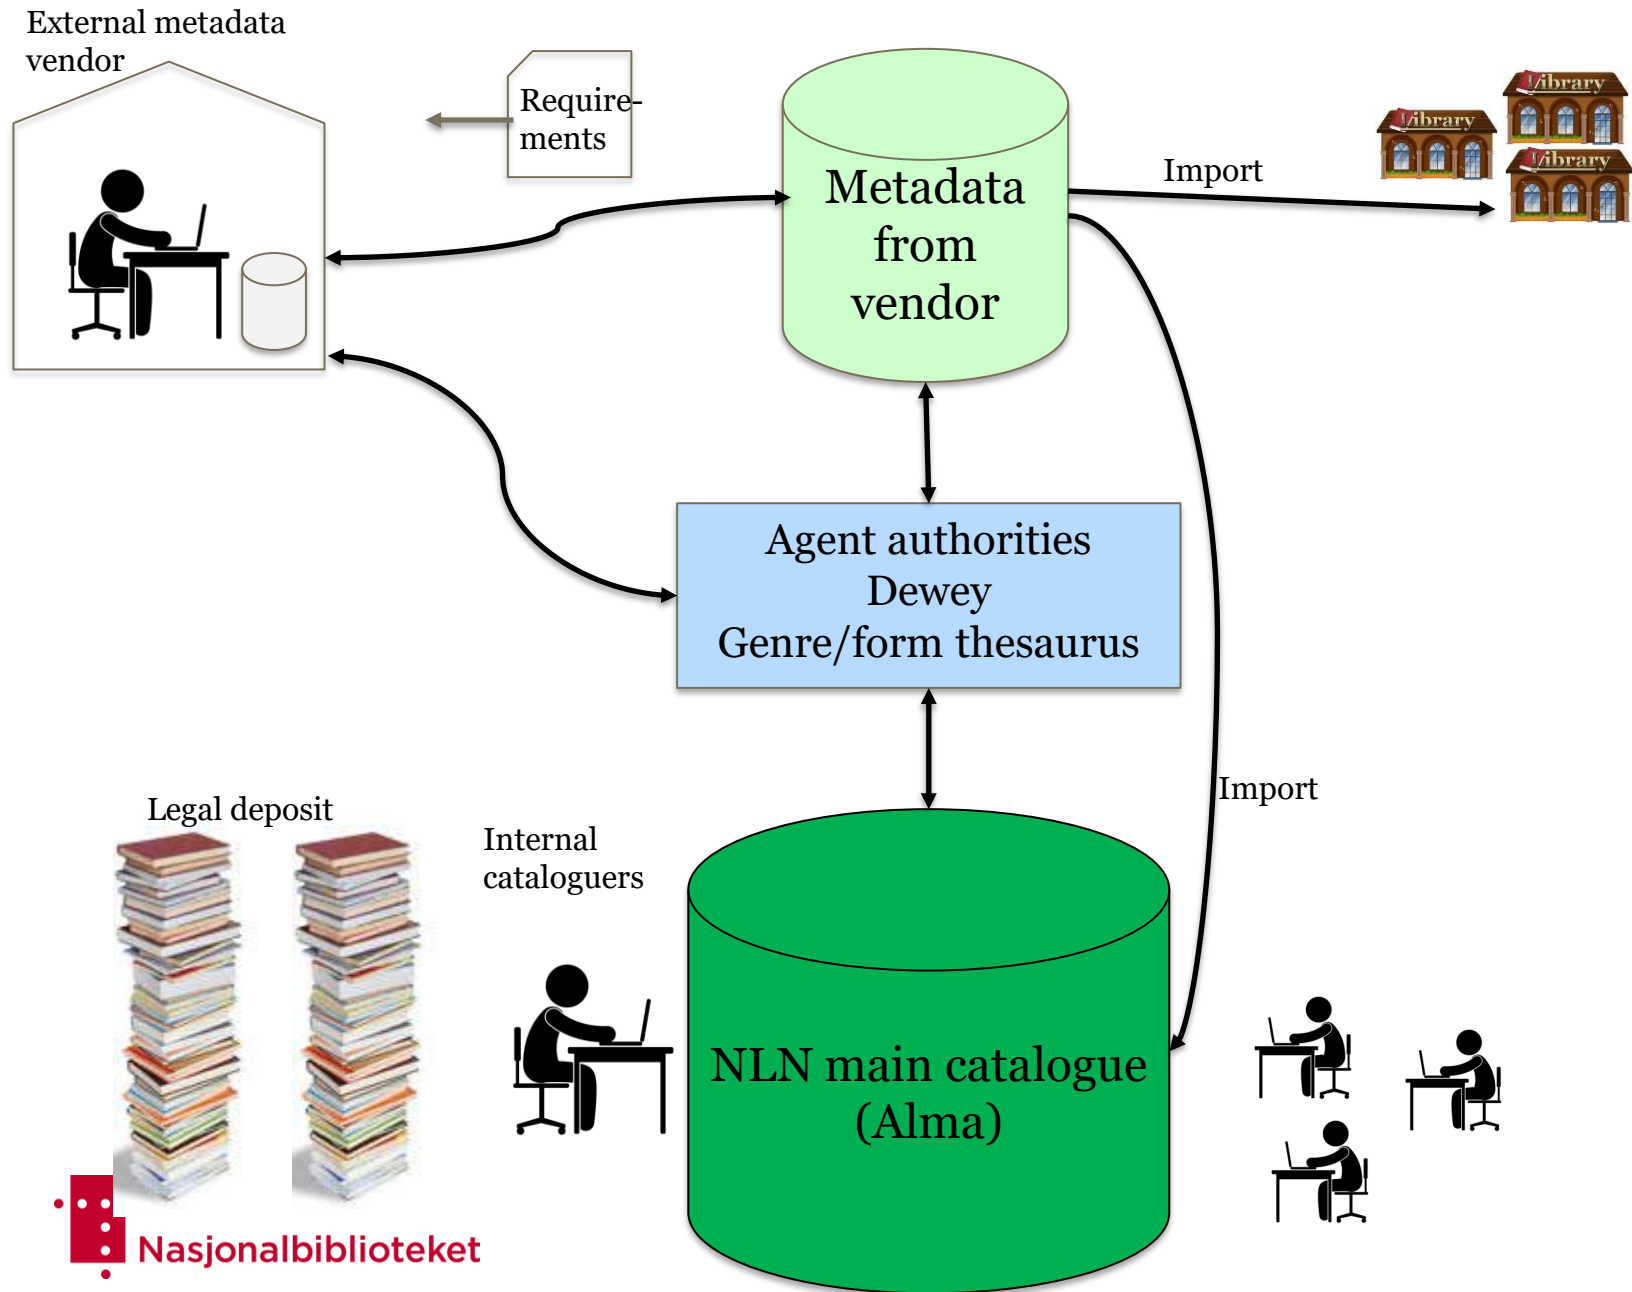 External metadata
vendor
Require-
ments
Metadata
from
vendor
Import
Library
Library
Library
Agent authorities
Dewey
Genre/form thesaurus
Import
Legal deposit
Internal
cataloguers
NLN main catalogue
(Alma)
Nasjonalbiblioteket